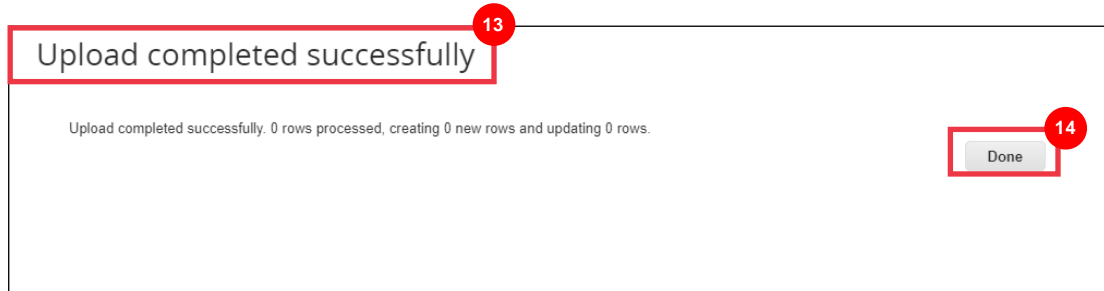 13
Upload completed successfully
Upload completed successfully. 0 rows processed, creating 0 new rows and updating 0 rows.
14
Done